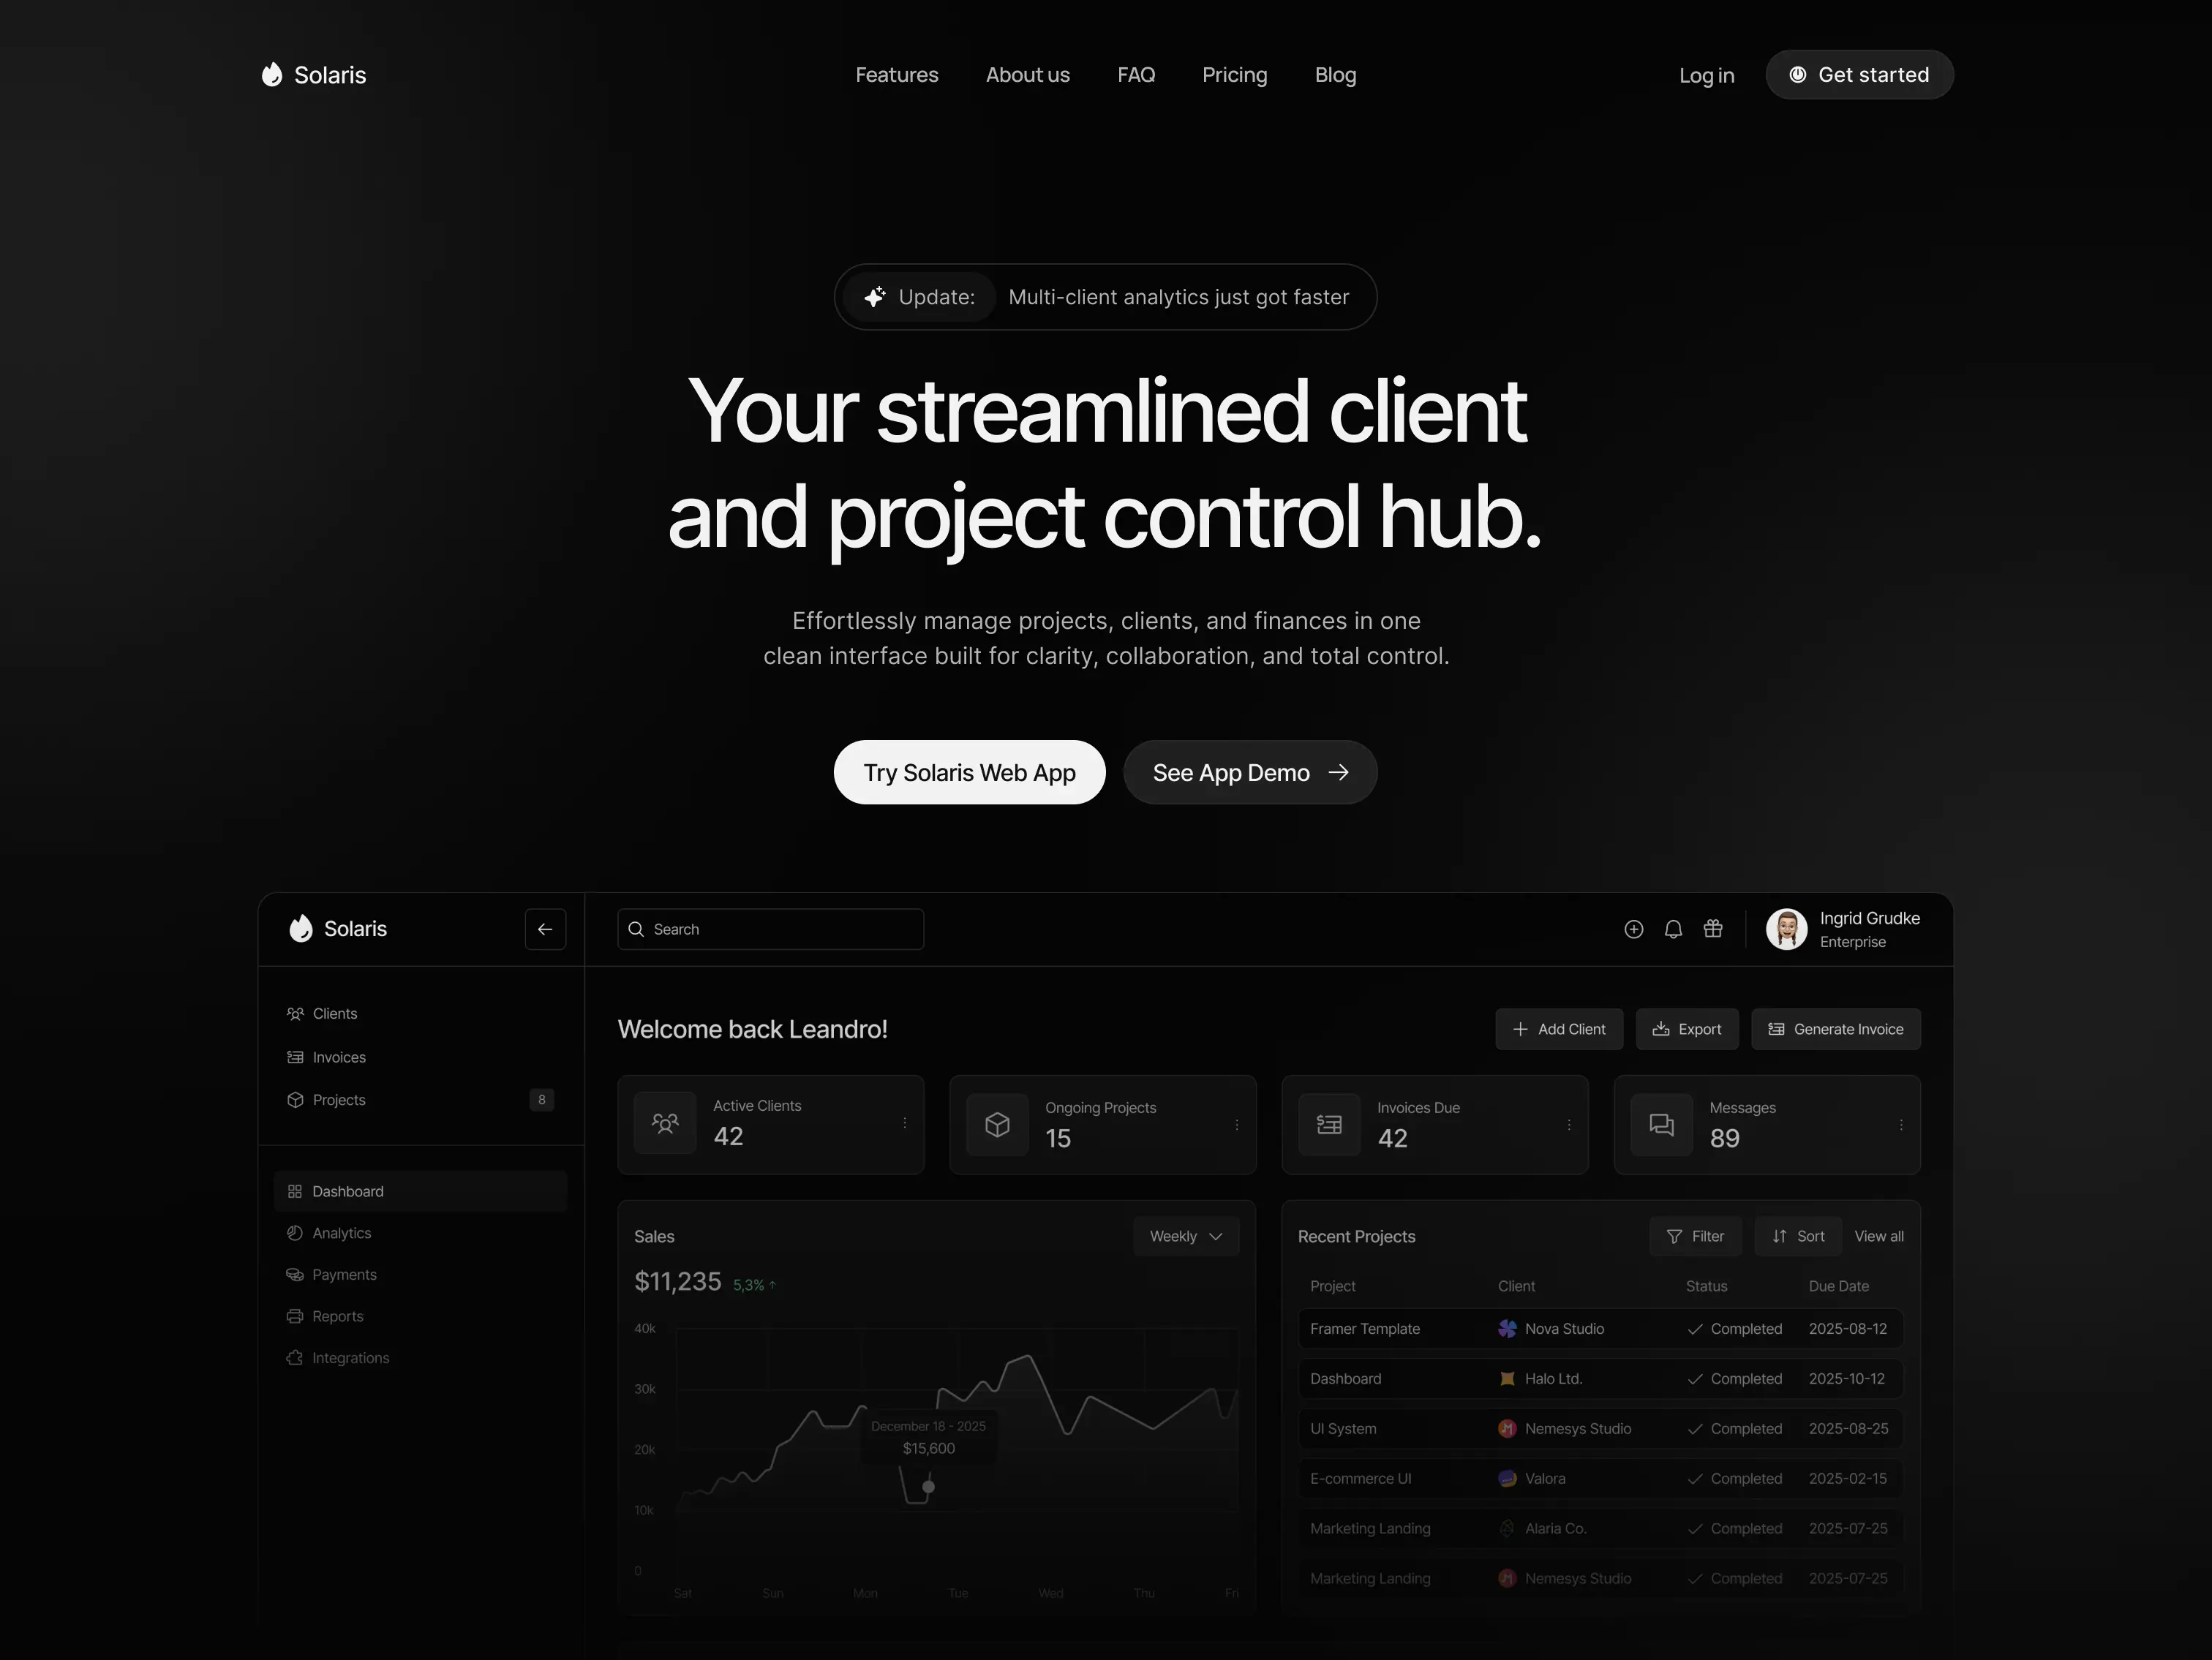 Solaris
Features
About us
FAQ
Pricing
Blog
Log in
Get started
Update:
Multi-client analytics just got faster
Your streamlined client
and project control hub.
Effortlessly manage projects, clients, and finances in one
clean interface built for clarity, collaboration, and total control.
Try Solaris Web App
See App Demo
Solaris
Search
Ingrid Grudke
Enterprise
Clients
Invoices
Projects
8
Dashboard
Analytics
Payments
Reports
Integrations
Welcome back Leandro!
Add Client
Export
Generate Invoice
Active Clients
42
Ongoing Projects
15
Invoices Due
42
Messages
89
Sales
Weekly
$11,235 5,3% ↑
40k
30k
20k
10k
0
December 18 - 2025
$15,600
Sat Sun Mon Tue Wed Thu Fri
Recent Projects
Filter
Sort
View all
Project Client Status Due Date
Framer Template Nova Studio Completed 2025-08-12
Dashboard Halo Ltd. Completed 2025-10-12
UI System Nemesys Studio Completed 2025-08-25
E-commerce UI Valora Completed 2025-02-15
Marketing Landing Alaria Co. Completed 2025-07-25
Marketing Landing Nemesys Studio Completed 2025-07-25